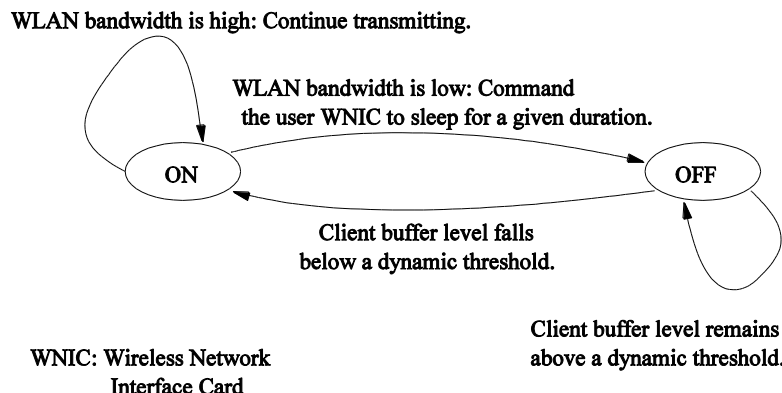 WLAN bandwidth is high: Continue transmitting.
WLAN bandwidth is low: Command
the user WNIC to sleep for a given duration.
ON
OFF
Client buffer level falls
below a dynamic threshold.
Client buffer level remains
above a dynamic threshold.
WNIC: Wireless Network
Interface Card